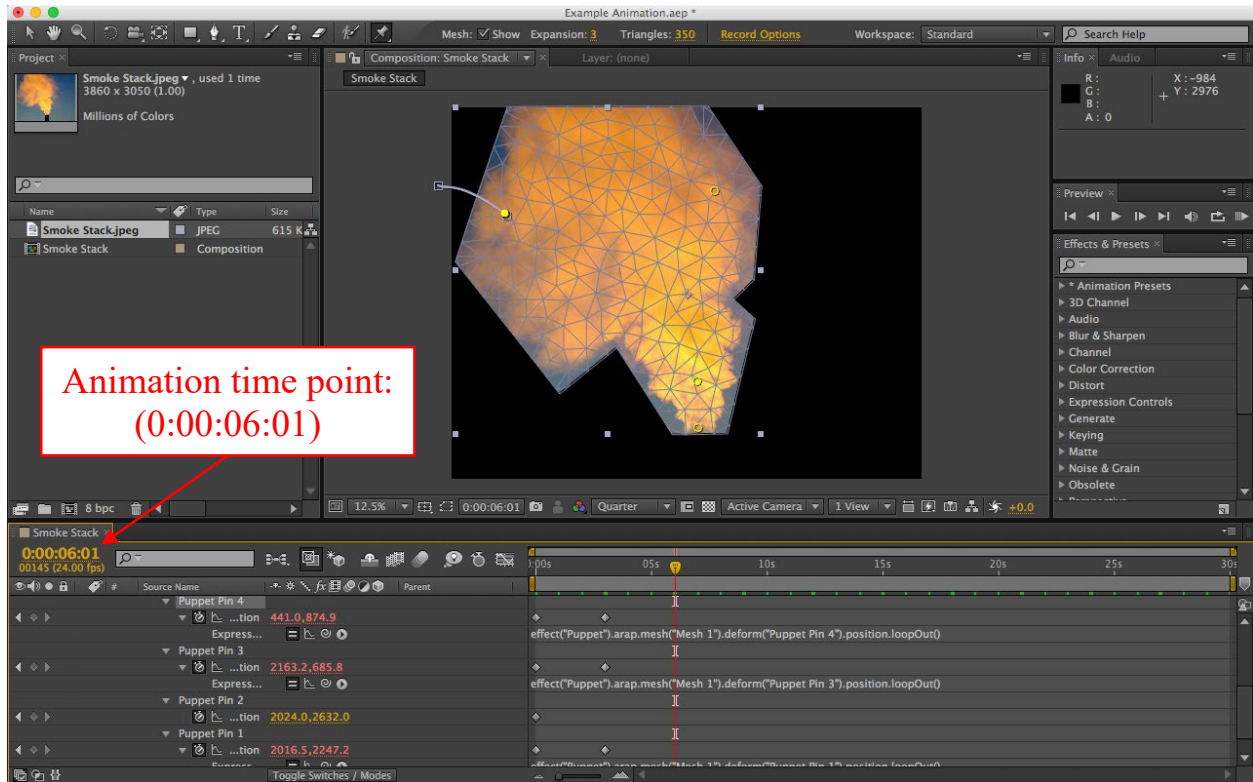 Example Animation.aep *
Mesh: Show Expansion: 3 Triangles: 350 Record Options Workspace: Standard Search Help
Project Composition: Smoke Stack Layer: (none) Info Audio
Smoke Stack.jpeg , used 1 time
3860 x 3050 (1.00)
Millions of Colors
Smoke Stack
R :
G :
B :
A : 0
X : -984
Y : 2976
Name Type Size
Smoke Stack.jpeg JPEG 615 K
Smoke Stack Composition
Preview
Effects & Presets
* Animation Presets
3D Channel
Audio
Blur & Sharpen
Channel
Color Correction
Distort
Expression Controls
Generate
Keying
Matte
Noise & Grain
Obsolete
Animation time point:
(0:00:06:01)
8 bpc 12.5% 0:00:06:01 Quarter Active Camera 1 View +0.0
Smoke Stack
0:00:06:01
00145 (24.00 fps)
05s 10s 15s 20s 25s
# Source Name Parent
Puppet Pin 4
...tion 441.0,874.9
Express... effect("Puppet").arap.mesh("Mesh 1").deform("Puppet Pin 4").position.loopOut()
Puppet Pin 3
...tion 2163.2,685.8
Express... effect("Puppet").arap.mesh("Mesh 1").deform("Puppet Pin 3").position.loopOut()
Puppet Pin 2
...tion 2024.0,2632.0
Puppet Pin 1
...tion 2016.5,2247.2
Toggle Switches / Modes